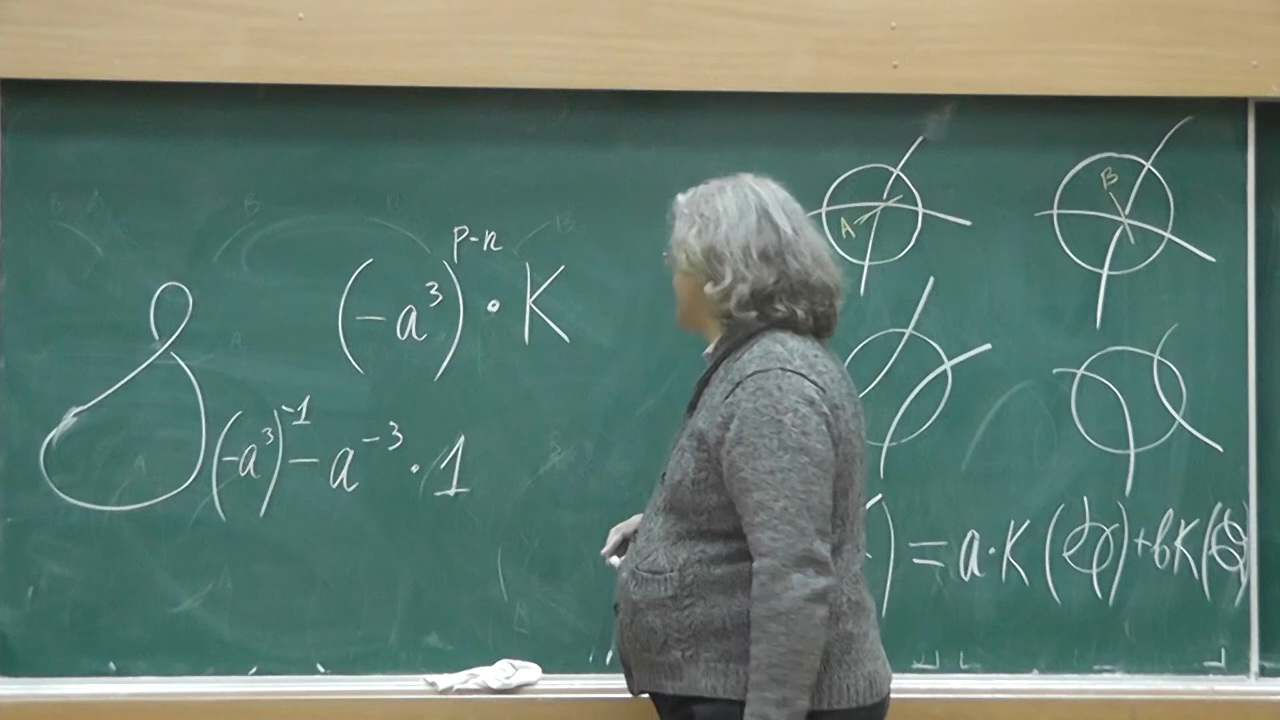 (-a³)ᵖ⁻ⁿ · K
(-a³)⁻¹ - a⁻³ · 1
A
B
) = a·K ( ) + bK ( )